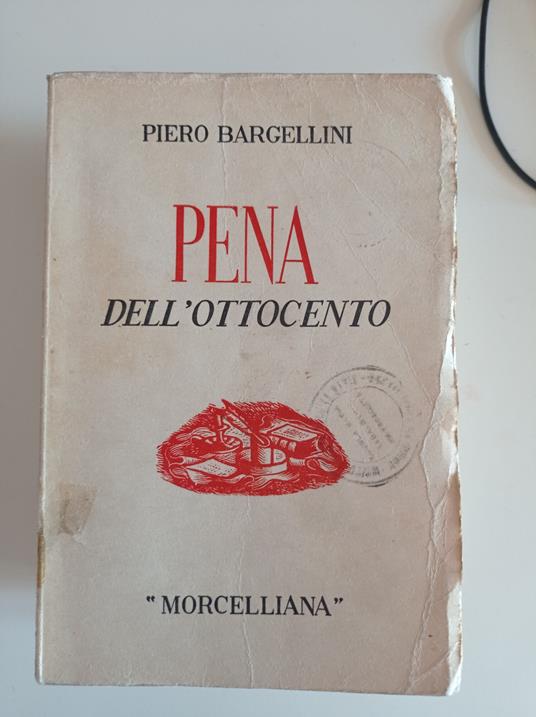 PIERO BARGELLINI
PENA
DELL'OTTOCENTO
"MORCELLIANA"